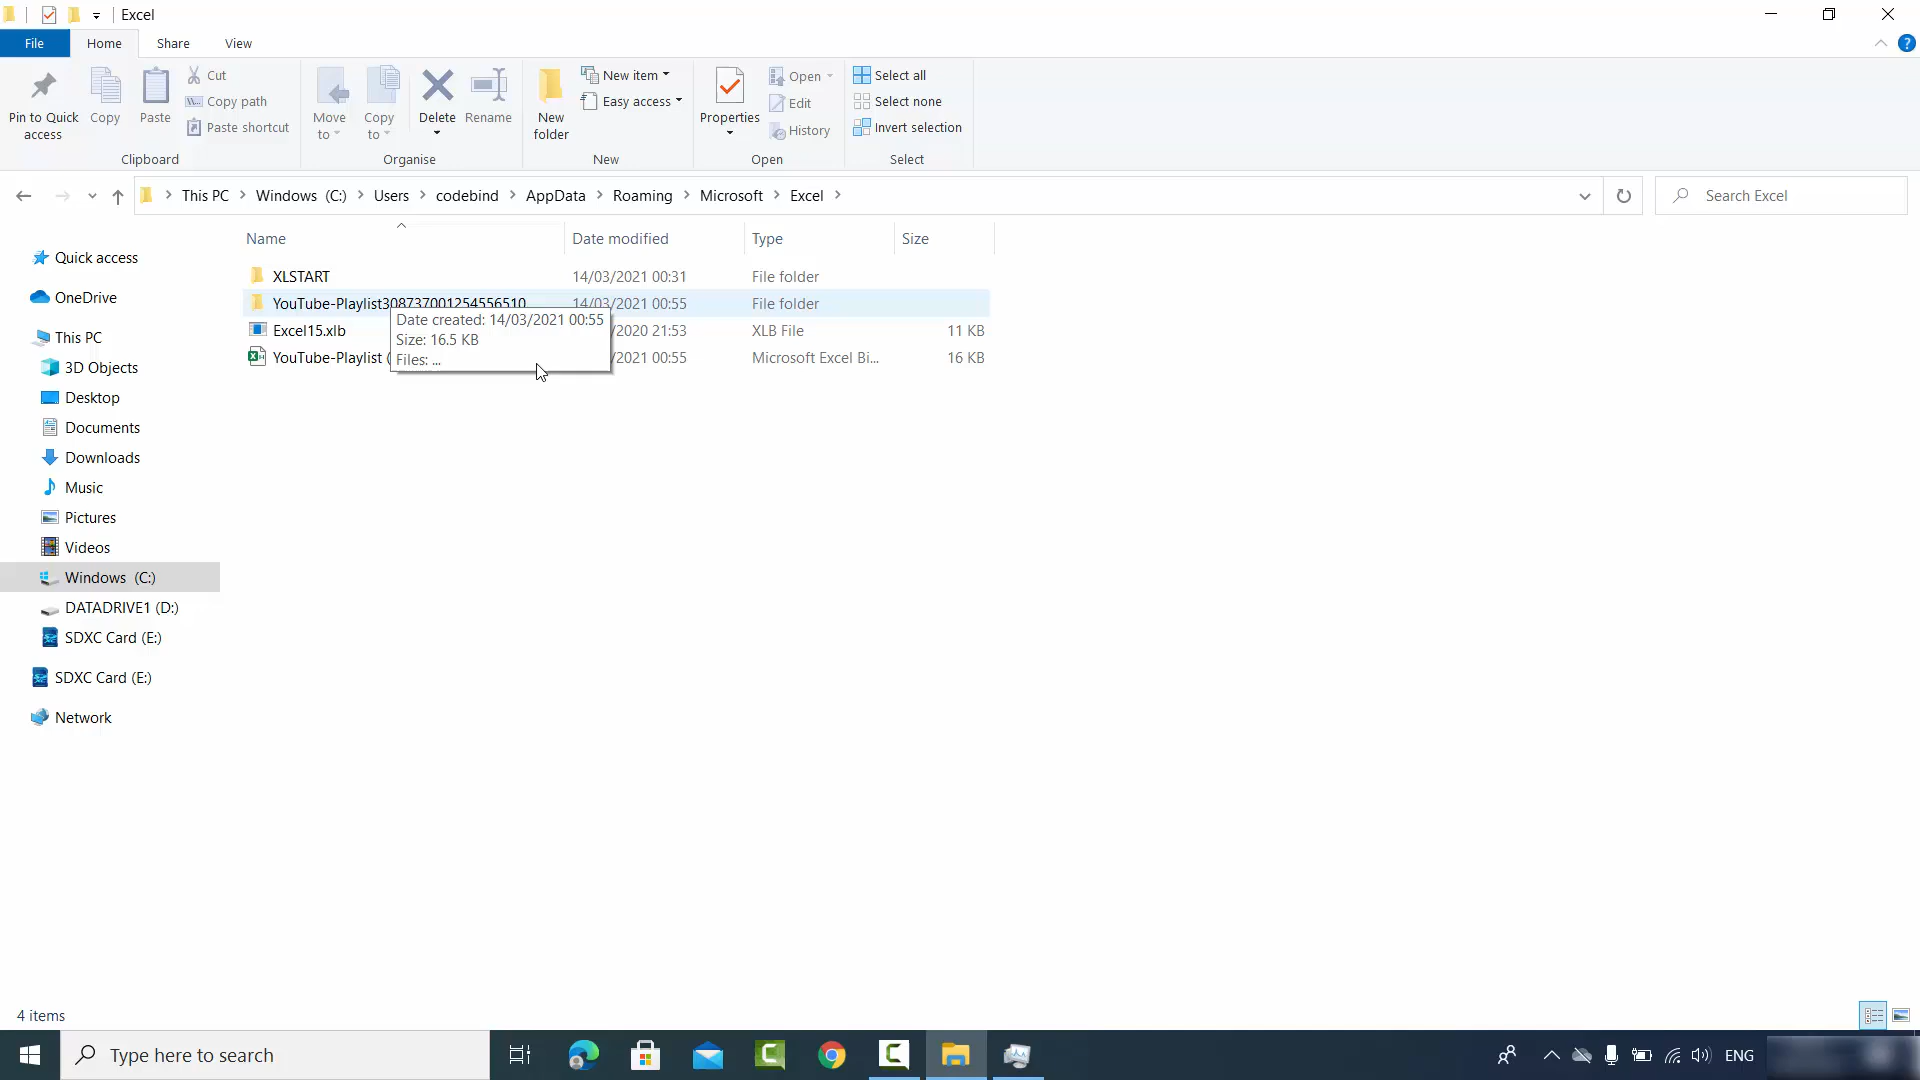 Excel
File Home Share View
Pin to Quick access
Copy
Paste
Cut
Copy path
Paste shortcut
Clipboard
Move to
Copy to
Delete
Rename
Organise
New folder
New item
Easy access
New
Properties
Open
Edit
History
Open
Select all
Select none
Invert selection
Select
This PC Windows (C:) Users codebind AppData Roaming Microsoft Excel
Search Excel
Name Date modified Type Size
XLSTART 14/03/2021 00:31 File folder
YouTube-Playlist308737001254556510 14/03/2021 00:55 File folder
Excel15.xlb /2020 21:53 XLB File 11 KB
YouTube-Playlist ( /2021 00:55 Microsoft Excel Bi... 16 KB
Date created: 14/03/2021 00:55
Size: 16.5 KB
Files: ...
Quick access
OneDrive
This PC
3D Objects
Desktop
Documents
Downloads
Music
Pictures
Videos
Windows (C:)
DATADRIVE1 (D:)
SDXC Card (E:)
SDXC Card (E:)
Network
4 items
Type here to search
ENG